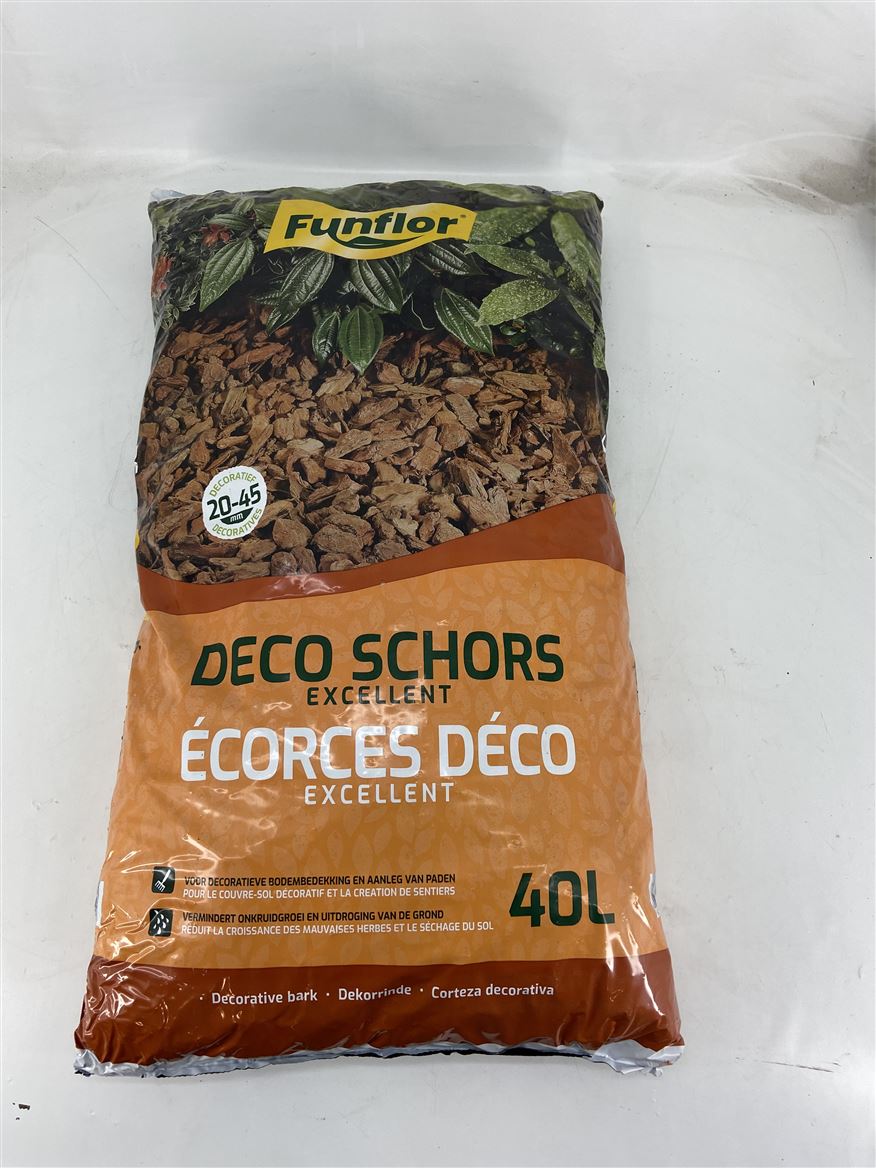 Funflor®
DECORATIEF
20-45
mm
DECORATIVES
DECO SCHORS
EXCELLENT
ÉCORCES DÉCO
EXCELLENT
VOOR DECORATIEVE BODEMBEDEKKING EN AANLEG VAN PADEN
POUR LE COUVRE-SOL DÉCORATIF ET LA CREATION DE SENTIERS
VERMINDERT ONKRUIDGROEI EN UITDROGING VAN DE GROND
RÉDUIT LA CROISSANCE DES MAUVAISES HERBES ET LE SÉCHAGE DU SOL
40L
· Decorative bark · Dekorrinde · Corteza decorativa